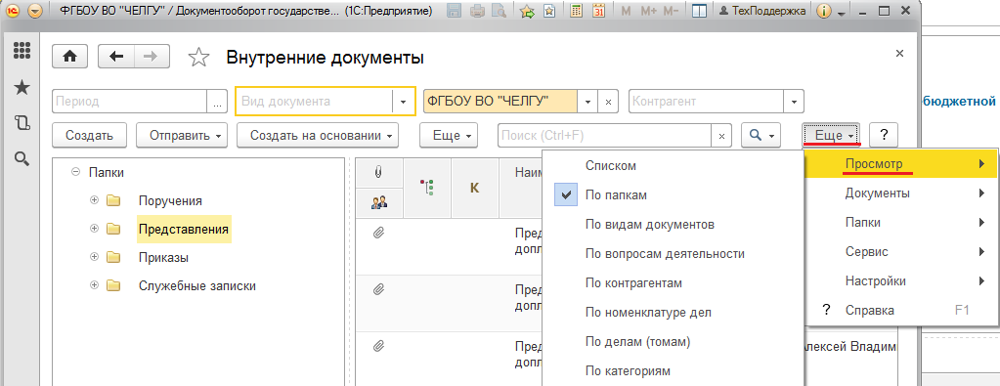 ФГБОУ ВО "ЧЕЛГУ" / Документооборот государстве... (1С:Предприятие)
M M+ M-
ТехПоддержка
Внутренние документы
бюджетной
Период ...
Вид документа
ФГБОУ ВО "ЧЕЛГУ"
Контрагент
Создать
Отправить
Создать на основании
Еще
Поиск (Ctrl+F)
Еще
?
Папки
Поручения
Представления
Приказы
Служебные записки
К
Наим
Пред
допл
Пред
допл
Пред
допл
Алексей Владим
Просмотр
Документы
Папки
Сервис
Настройки
? Справка F1
Списком
По папкам
По видам документов
По вопросам деятельности
По контрагентам
По номенклатуре дел
По делам (томам)
По категориям